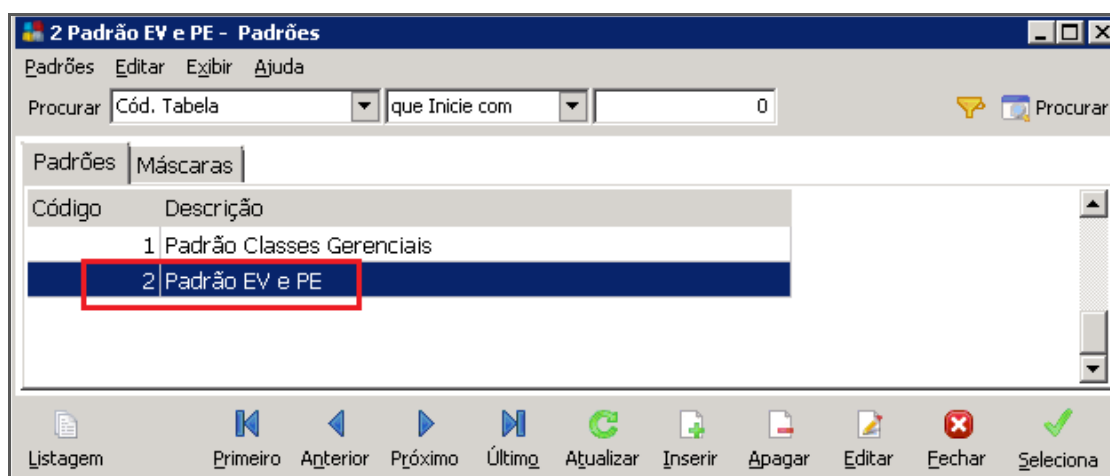 2 Padrão EV e PE - Padrões
Padrões Editar Exibir Ajuda
Procurar Cód. Tabela que Inicie com 0 Procurar
Padrões Máscaras
Código Descrição
1 Padrão Classes Gerenciais
2 Padrão EV e PE
Listagem Primeiro Anterior Próximo Último Atualizar Inserir Apagar Editar Fechar Seleciona